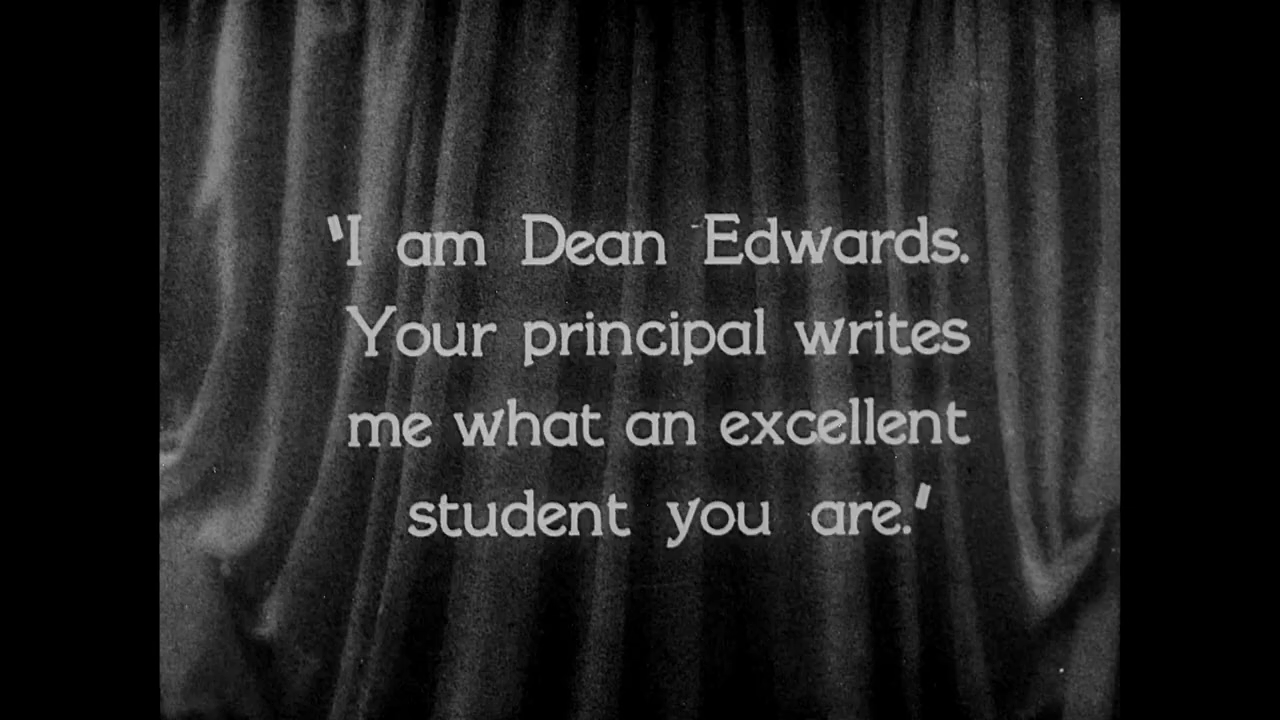 "I am Dean Edwards.
Your principal writes
me what an excellent
student you are."